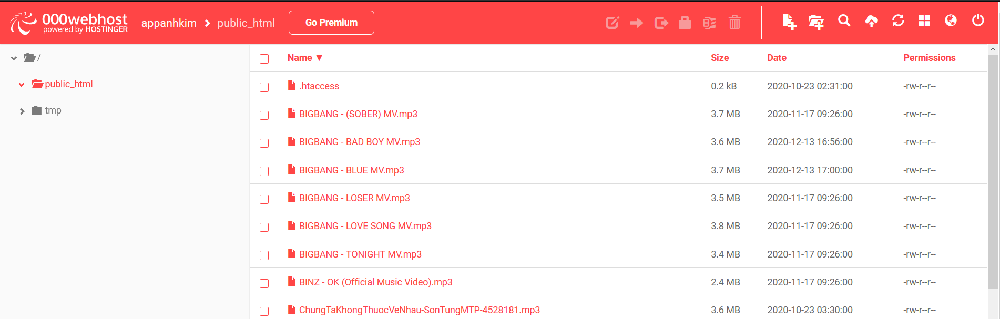 000webhost
powered by HOSTINGER
appanhkim
public_html
Go Premium
/
public_html
tmp
Name ▼ Size Date Permissions
.htaccess 0.2 kB 2020-10-23 02:31:00 -rw-r--r--
BIGBANG - (SOBER) MV.mp3 3.7 MB 2020-11-17 09:26:00 -rw-r--r--
BIGBANG - BAD BOY MV.mp3 3.6 MB 2020-12-13 16:56:00 -rw-r--r--
BIGBANG - BLUE MV.mp3 3.7 MB 2020-12-13 17:00:00 -rw-r--r--
BIGBANG - LOSER MV.mp3 3.5 MB 2020-11-17 09:26:00 -rw-r--r--
BIGBANG - LOVE SONG MV.mp3 3.8 MB 2020-11-17 09:26:00 -rw-r--r--
BIGBANG - TONIGHT MV.mp3 3.4 MB 2020-11-17 09:26:00 -rw-r--r--
BINZ - OK (Official Music Video).mp3 2.4 MB 2020-11-17 09:26:00 -rw-r--r--
ChungTaKhongThuocVeNhau-SonTungMTP-4528181.mp3 3.6 MB 2020-10-23 03:30:00 -rw-r--r--